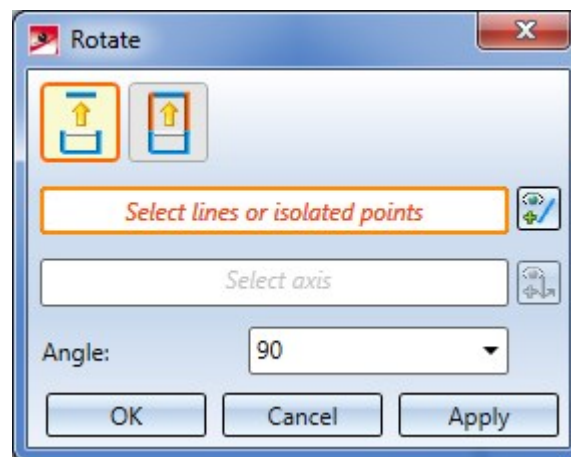 Rotate
Select lines or isolated points
Select axis
Angle: 90
OK Cancel Apply